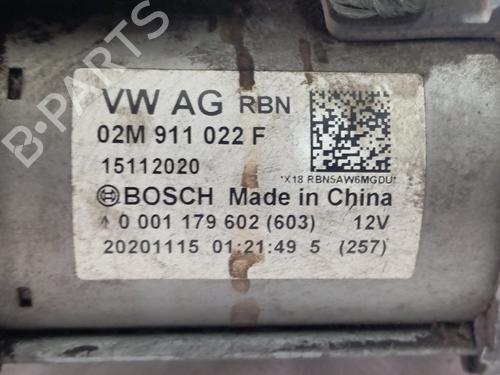 B-PARTS
VW AG RBN
02M 911 022 F
15112020
*X18 RBN5AW6MGDU*
BOSCH Made in China
0 001 179 602 (603) 12V
20201115 01:21:49 5 (257)